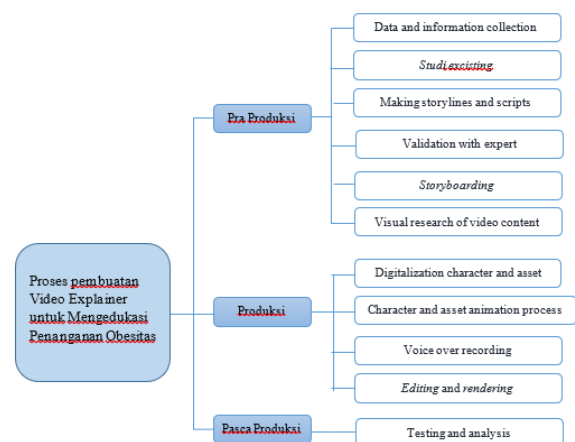 Proses pembuatan
Video Explainer
untuk Mengedukasi
Penanganan Obesitas
Pra Produksi
Data and information collection
Studi excisting
Making storylines and scripts
Validation with expert
Storyboarding
Visual research of video content
Produksi
Digitalization character and asset
Character and asset animation process
Voice over recording
Editing and rendering
Pasca Produksi
Testing and analysis